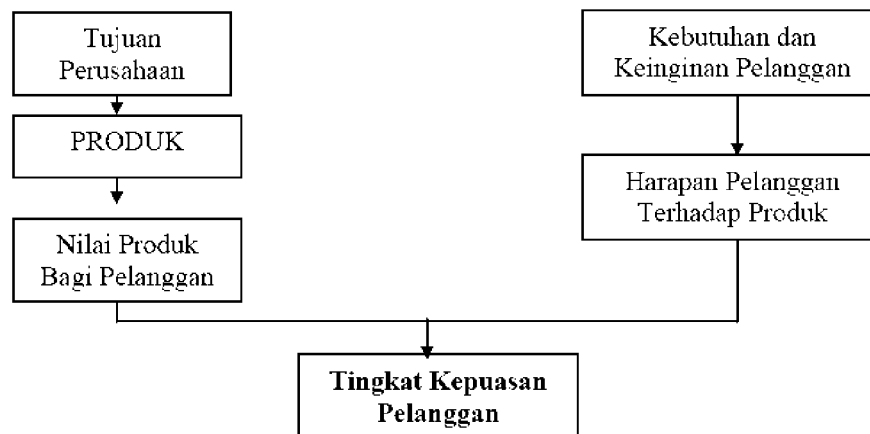 Tujuan
Perusahaan
PRODUK
Nilai Produk
Bagi Pelanggan
Kebutuhan dan
Keinginan Pelanggan
Harapan Pelanggan
Terhadap Produk
Tingkat Kepuasan
Pelanggan